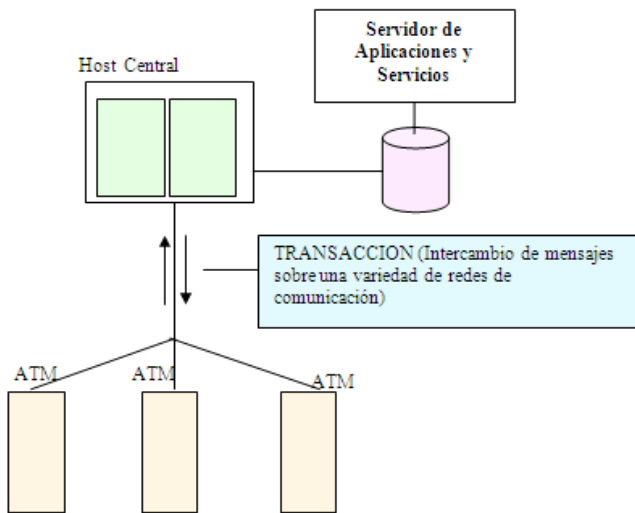 Servidor de
Aplicaciones y
Servicios
Host Central
TRANSACCION (Intercambio de mensajes
sobre una variedad de redes de
comunicación)
ATM
ATM
ATM